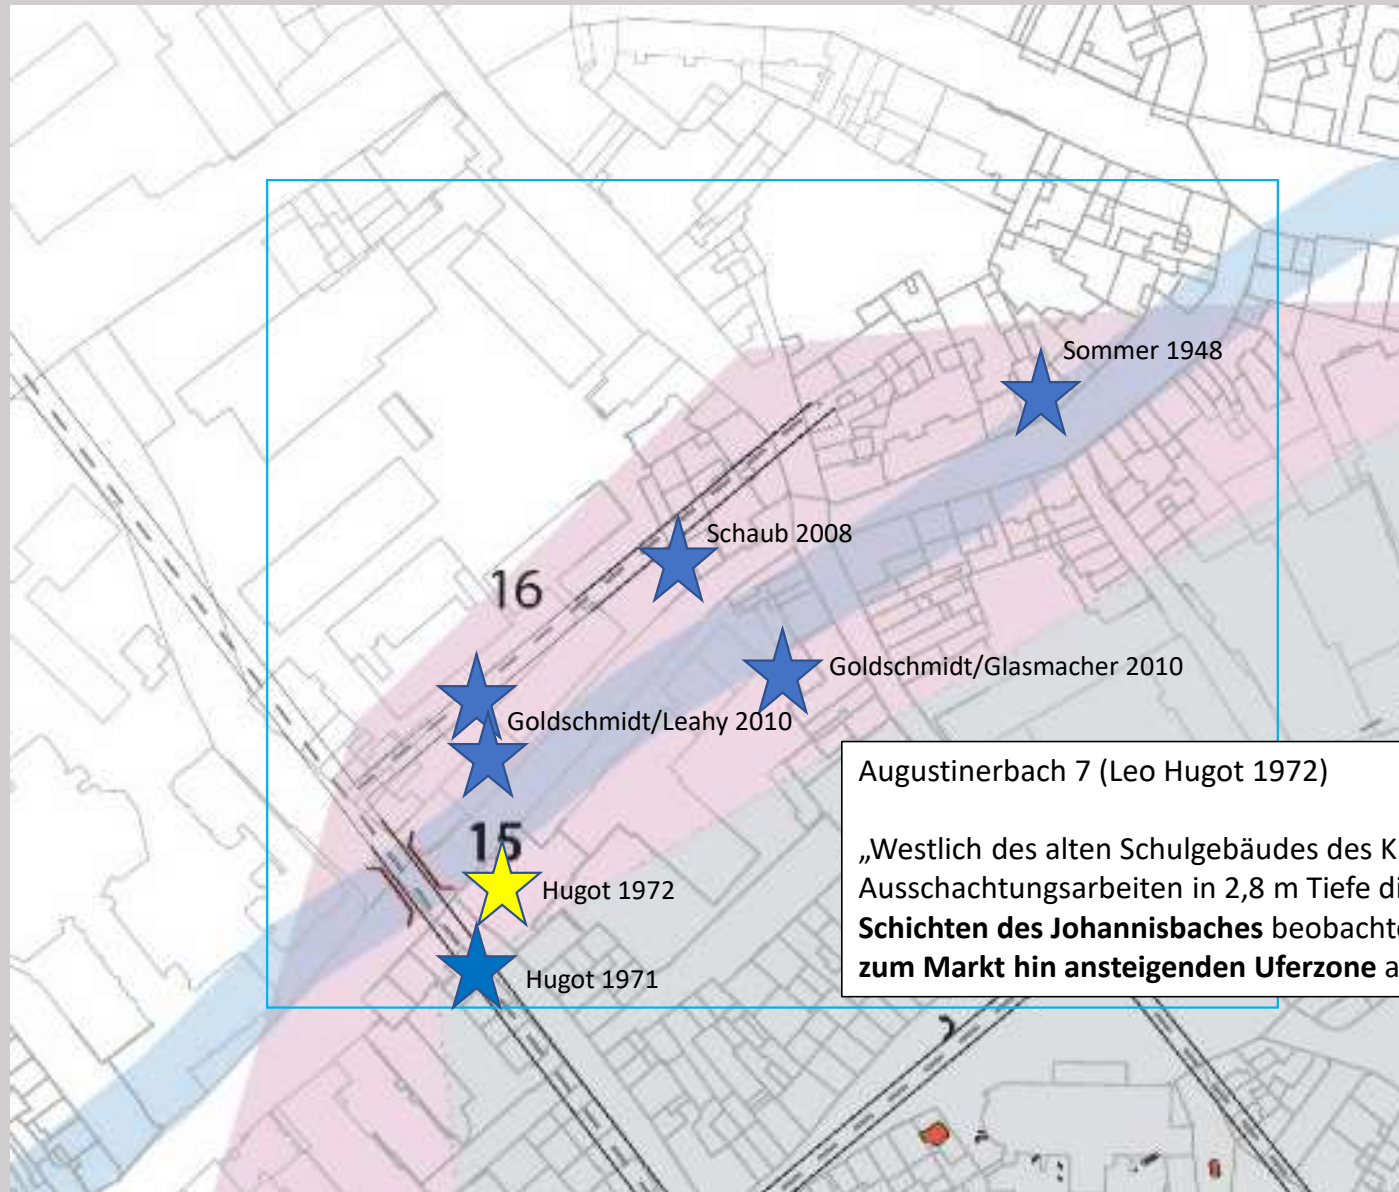 Sommer 1948
Schaub 2008
16
Goldschmidt/Glasmacher 2010
Goldschmidt/Leahy 2010
Augustinerbach 7 (Leo Hugot 1972)
„Westlich des alten Schulgebäudes des K
Ausschachtungsarbeiten in 2,8 m Tiefe di
Schichten des Johannisbaches beobachte
zum Markt hin ansteigenden Uferzone a
15
Hugot 1972
Hugot 1971